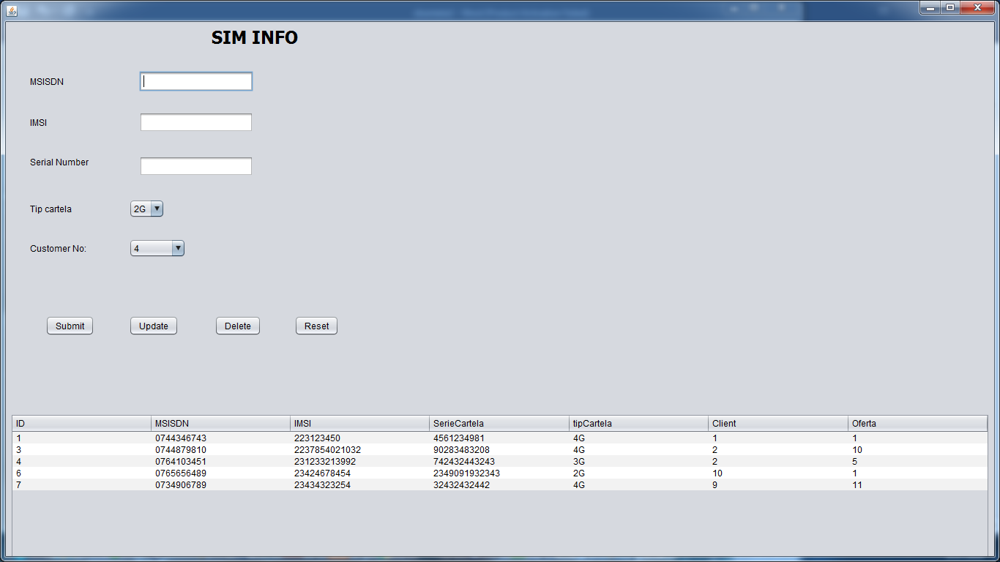 SIM INFO
MSISDN
IMSI
Serial Number
Tip cartela 2G
Customer No: 4
Submit Update Delete Reset
ID MSISDN IMSI SerieCartela tipCartela Client Oferta
1 0744346743 223123450 4561234981 4G 1 1
3 0744879810 2237854021032 90283483208 4G 2 10
4 0764103451 231233213992 742432443243 3G 2 5
6 0765656489 23424678454 2349091932343 2G 10 1
7 0734906789 23434323254 32432432442 4G 9 11